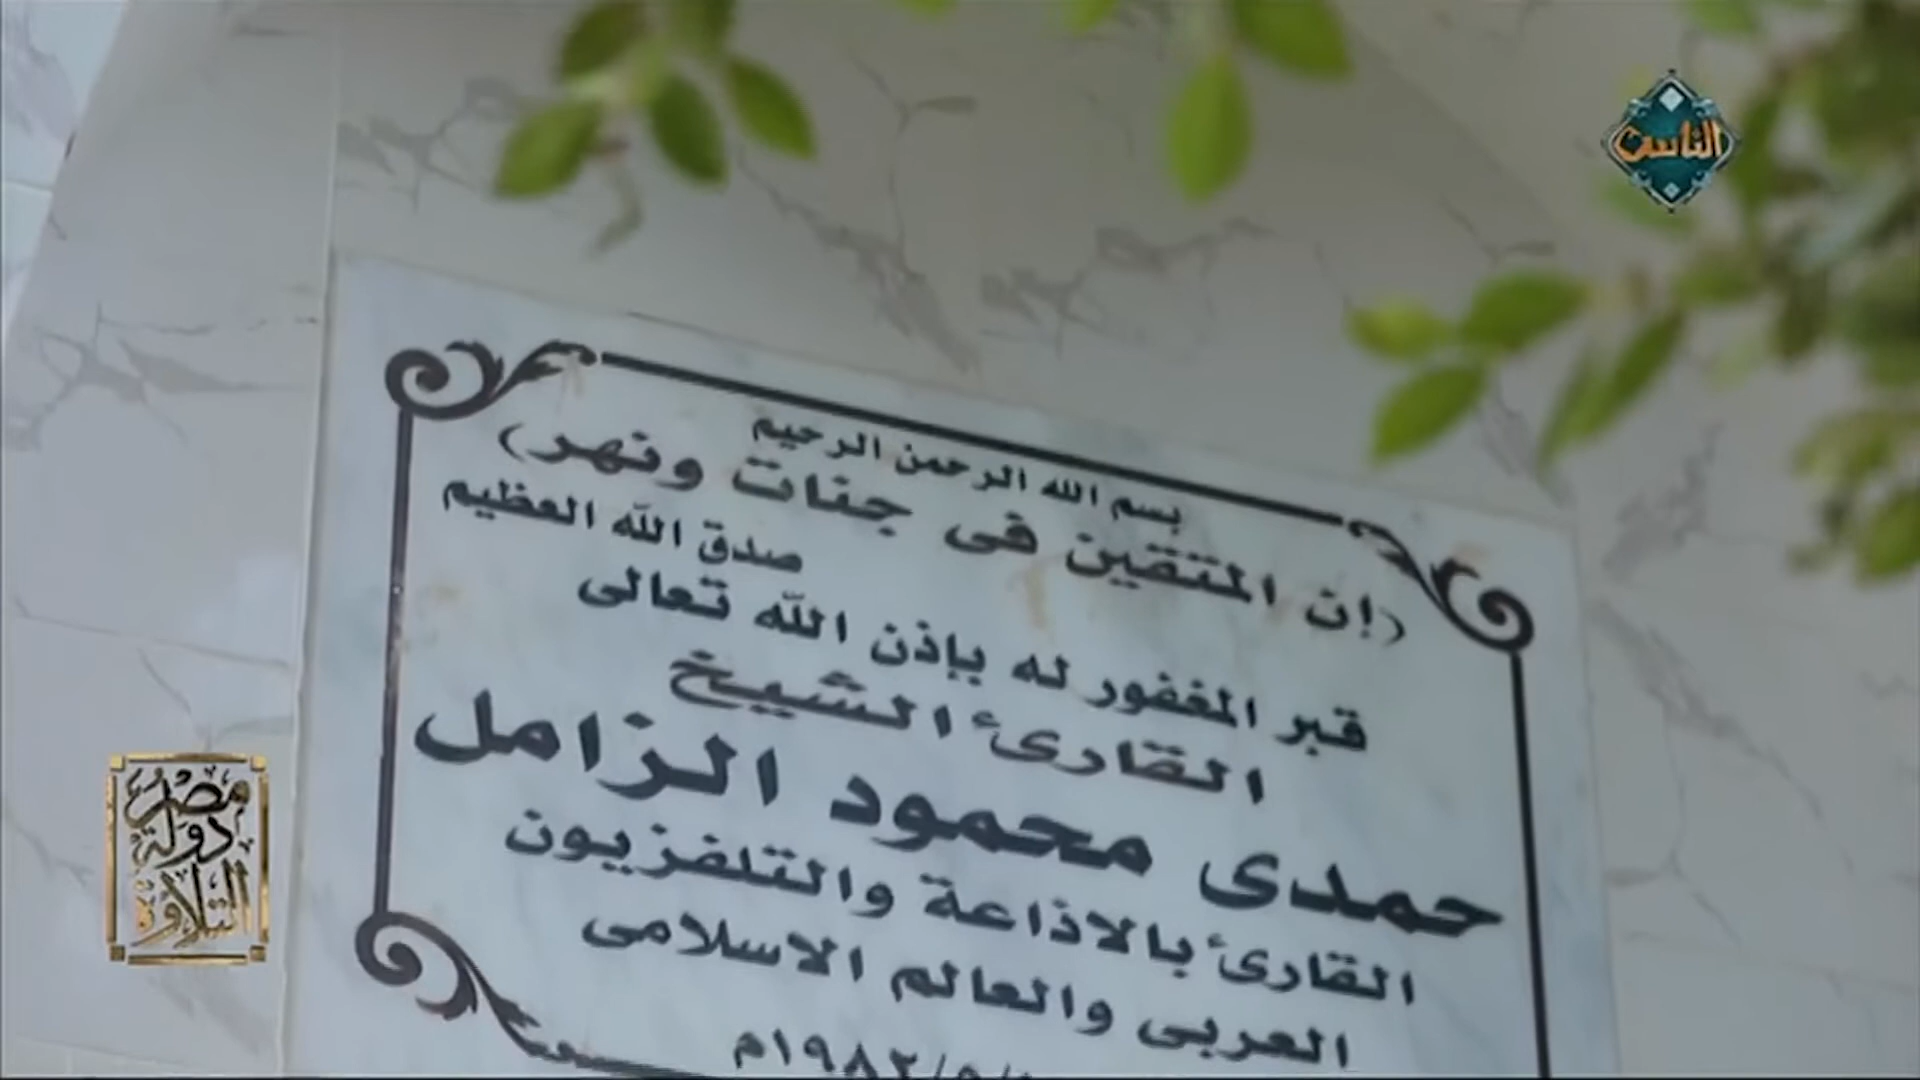 الناس
بسم الله الرحمن الرحيم
(إن المتقين فى جنات ونهر)
صدق الله العظيم
قبر المغفور له بإذن الله تعالى
القارئ الشيخ
حمدى محمود الزامل
القارئ بالاذاعة والتلفزيون
العربى والعالم الاسلامى
١٩٨٢م
مصر
دولة
التلاوة